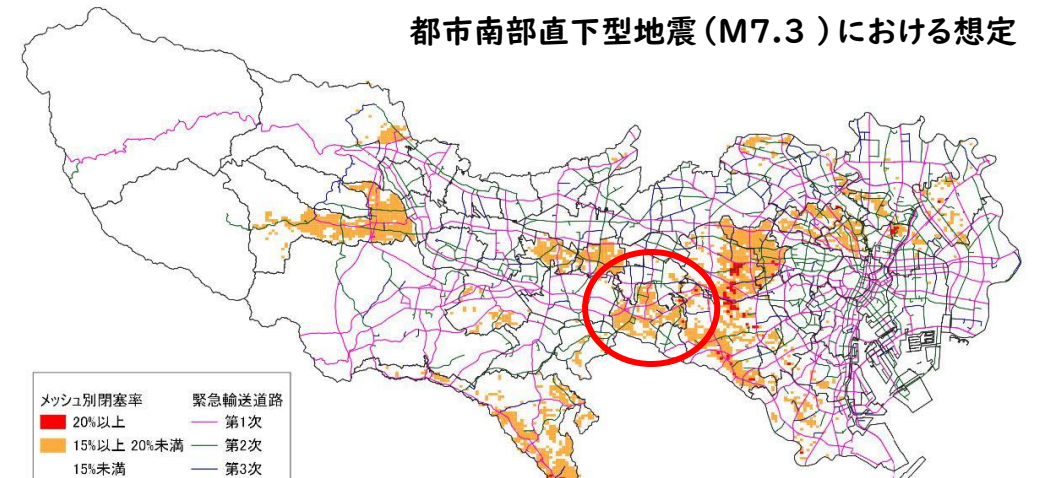 都市南部直下型地震(M7.3 )における想定
メッシュ別閉塞率
20%以上
15%以上 20%未満
15%未満
緊急輸送道路
第1次
第2次
第3次